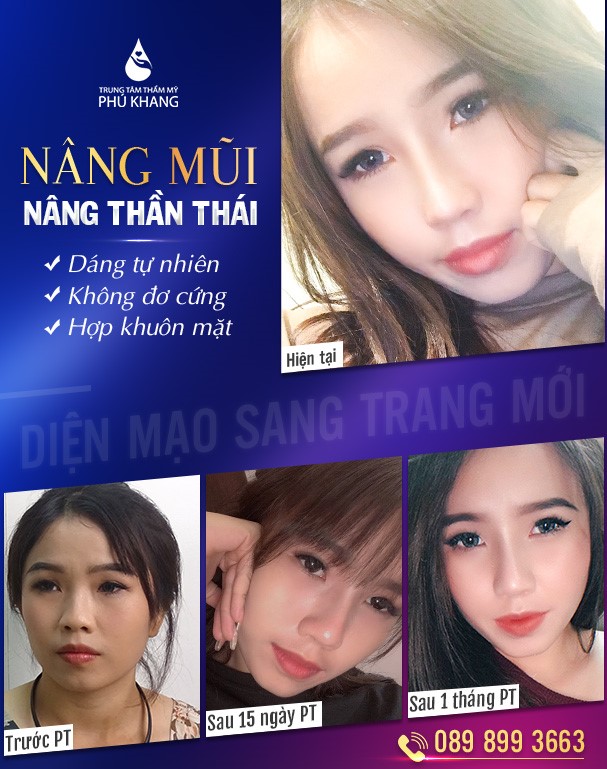 TRUNG TÂM THẨM MỸ
PHÚ KHANG
NÂNG MŨI
NÂNG THẦN THÁI
Dáng tự nhiên
Không đơ cứng
Hợp khuôn mặt
Hiện tại
DIỆN MẠO SANG TRANG MỚI
Trước PT
Sau 15 ngày PT
Sau 1 tháng PT
089 899 3663